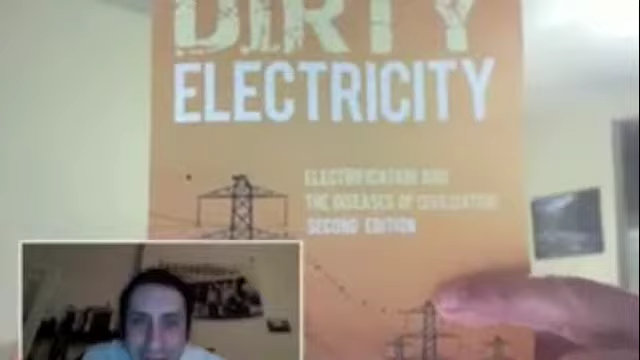 DIRTY
ELECTRICITY
ELECTRIFICATION AND
THE DISEASES OF CIVILIZATION
SECOND EDITION